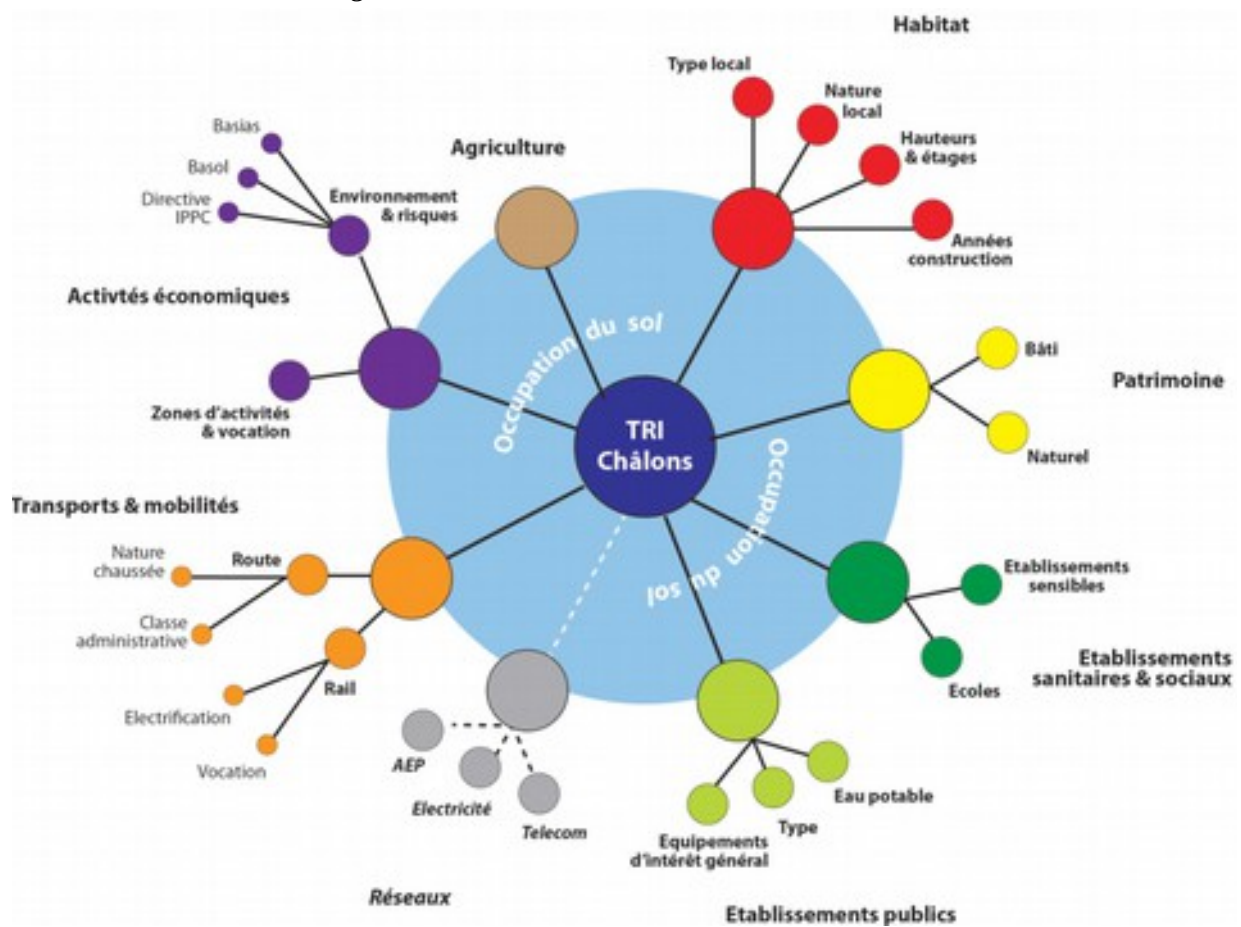 Habitat
Type local
Nature
local
Hauteurs
& étages
Années
construction
Agriculture
Basias
Basol
Directive
IPPC
Environnement
& risques
Activtés économiques
Zones d'activités
& vocation
Occupation du sol
TRI
Châlons
Occupation du sol
Bâti
Patrimoine
Naturel
Transports & mobilités
Nature
chaussée
Route
Classe
administrative
Rail
Electrification
Vocation
Etablissements
sensibles
Ecoles
Etablissements
sanitaires & sociaux
AEP
Electricité
Telecom
Réseaux
Eau potable
Type
Equipements
d'intérêt général
Etablissements publics